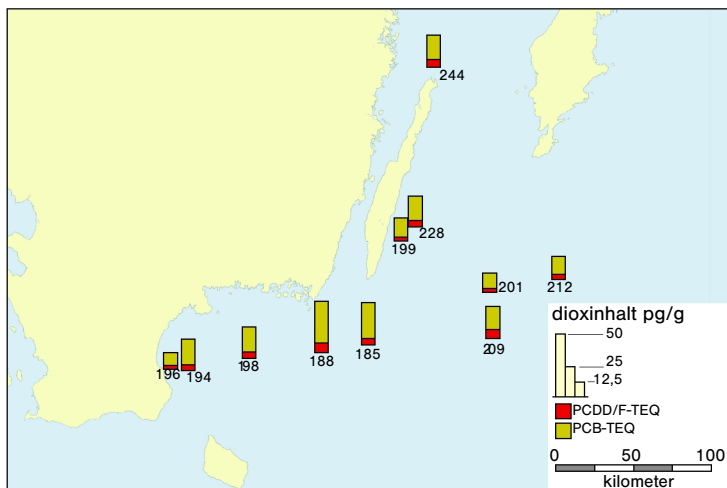 244
228
199
201
212
209
188
185
198
196
194
dioxinhalt pg/g
50
25
12,5
PCDD/F-TEQ
PCB-TEQ
0 50 100
kilometer